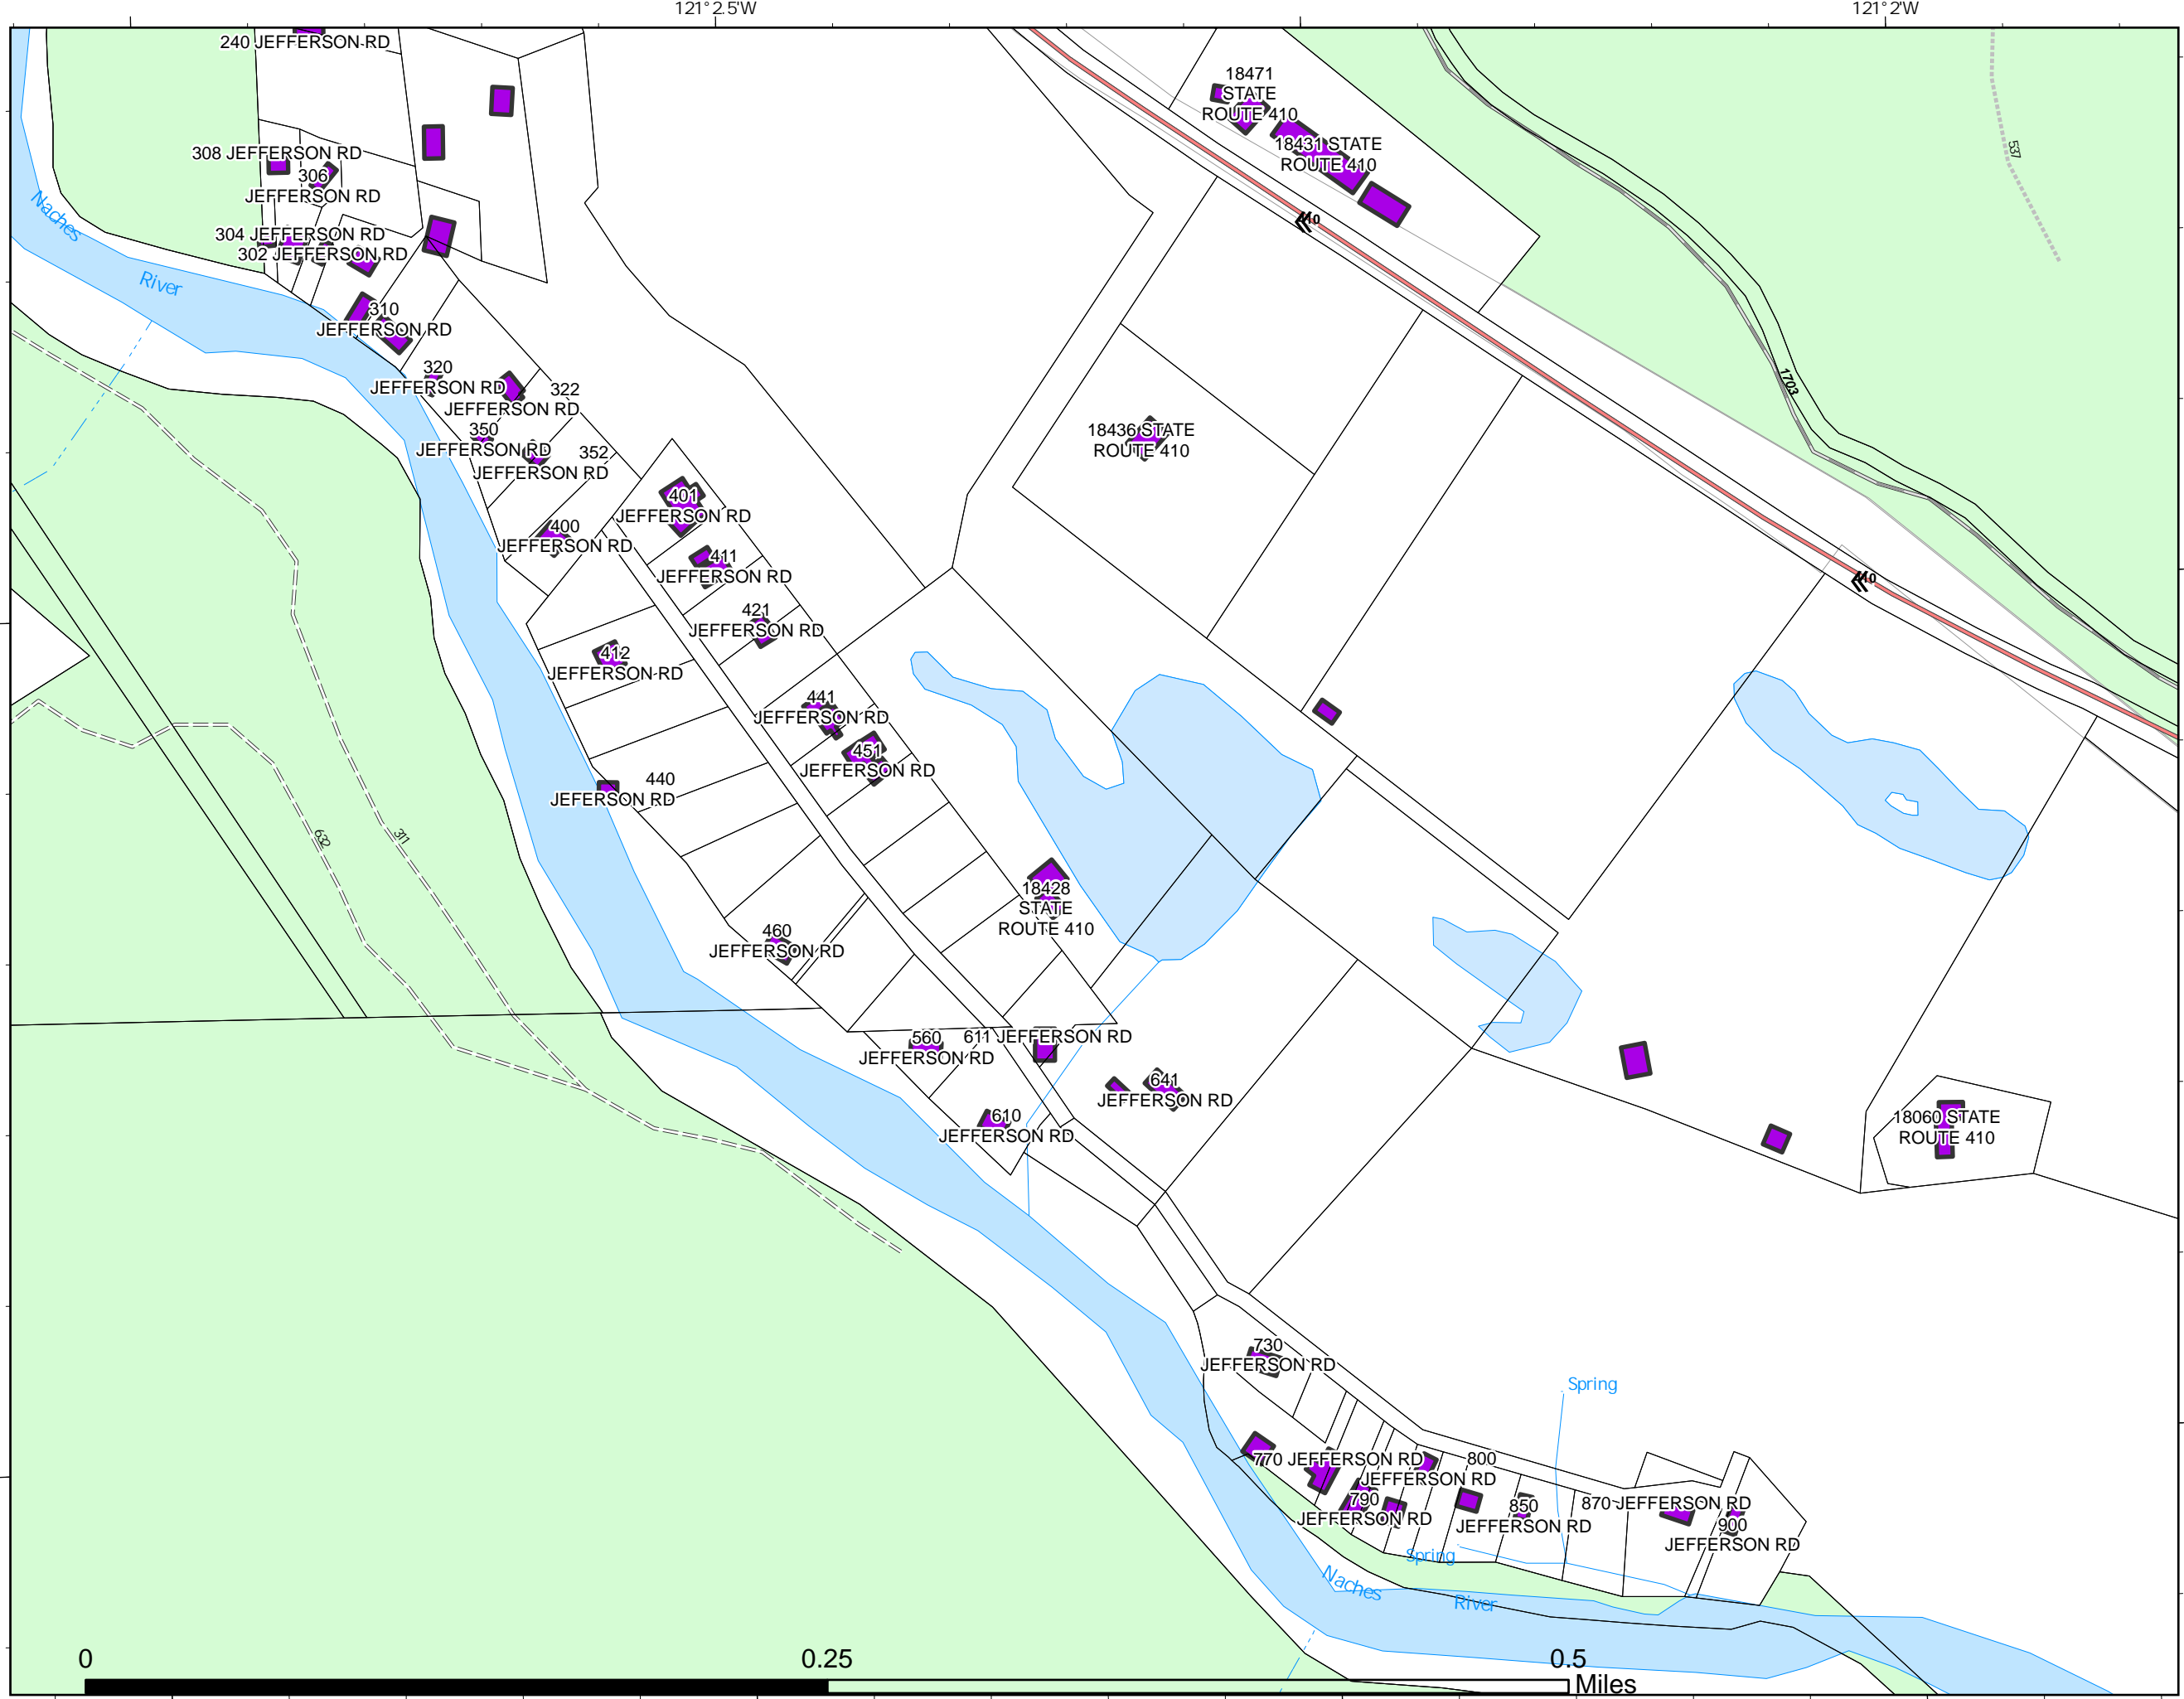 121°2.5'W
121°2'W
240 JEFFERSON RD
18471
STATE
ROUTE 410
18431 STATE
ROUTE 410
537
308 JEFFERSON RD
306
JEFFERSON RD
Naches
River
304 JEFFERSON RD
302 JEFFERSON RD
310
JEFFERSON RD
320
JEFFERSON RD
322
JEFFERSON RD
1703
350
JEFFERSON RD
352
JEFFERSON RD
18436 STATE
ROUTE 410
401
JEFFERSON RD
400
JEFFERSON RD
411
JEFFERSON RD
421
JEFFERSON RD
412
JEFFERSON RD
441
JEFFERSON RD
451
JEFFERSON RD
440
JEFERSON RD
632
311
18428
STATE
ROUTE 410
460
JEFFERSON RD
560
JEFFERSON RD
611 JEFFERSON RD
641
JEFFERSON RD
610
JEFFERSON RD
18060 STATE
ROUTE 410
730
JEFFERSON RD
Spring
770 JEFFERSON RD
800
JEFFERSON RD
790
JEFFERSON RD
850
JEFFERSON RD
870 JEFFERSON RD
900
JEFFERSON RD
Spring
Naches
River
0
0.25
0.5
Miles